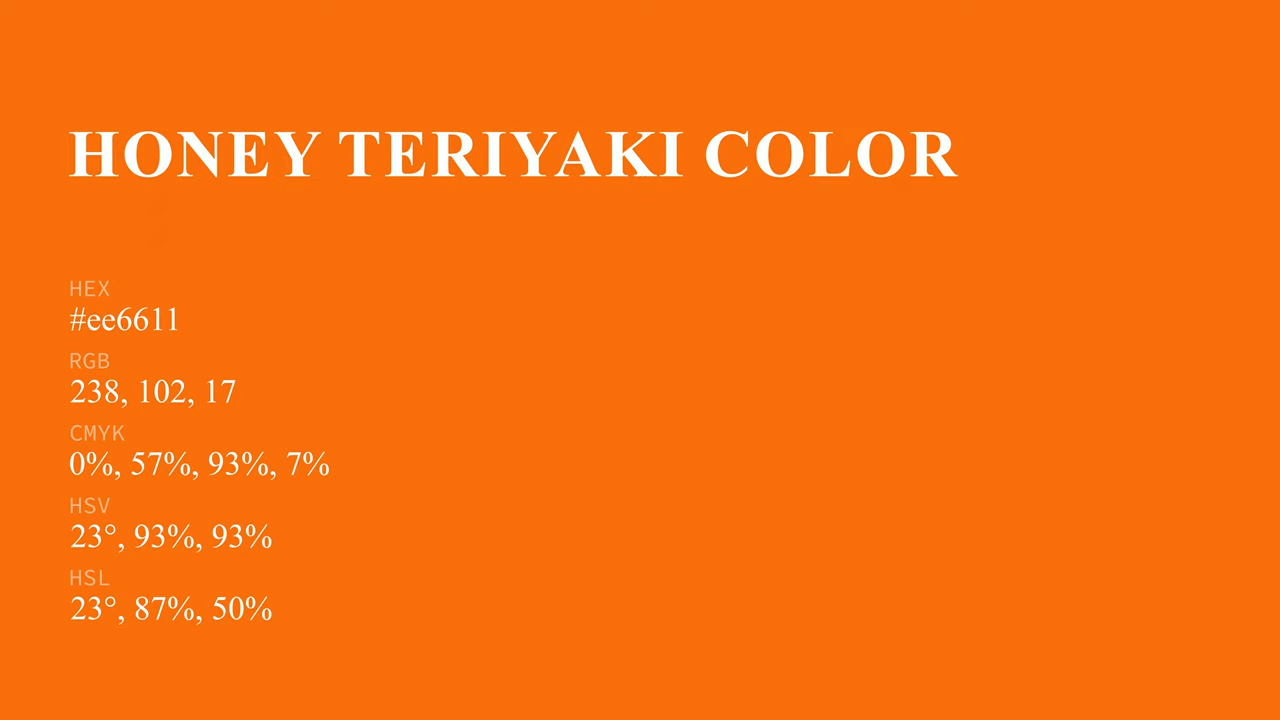 HONEY TERIYAKI COLOR
HEX
#ee6611
RGB
238, 102, 17
CMYK
0%, 57%, 93%, 7%
HSV
23°, 93%, 93%
HSL
23°, 87%, 50%